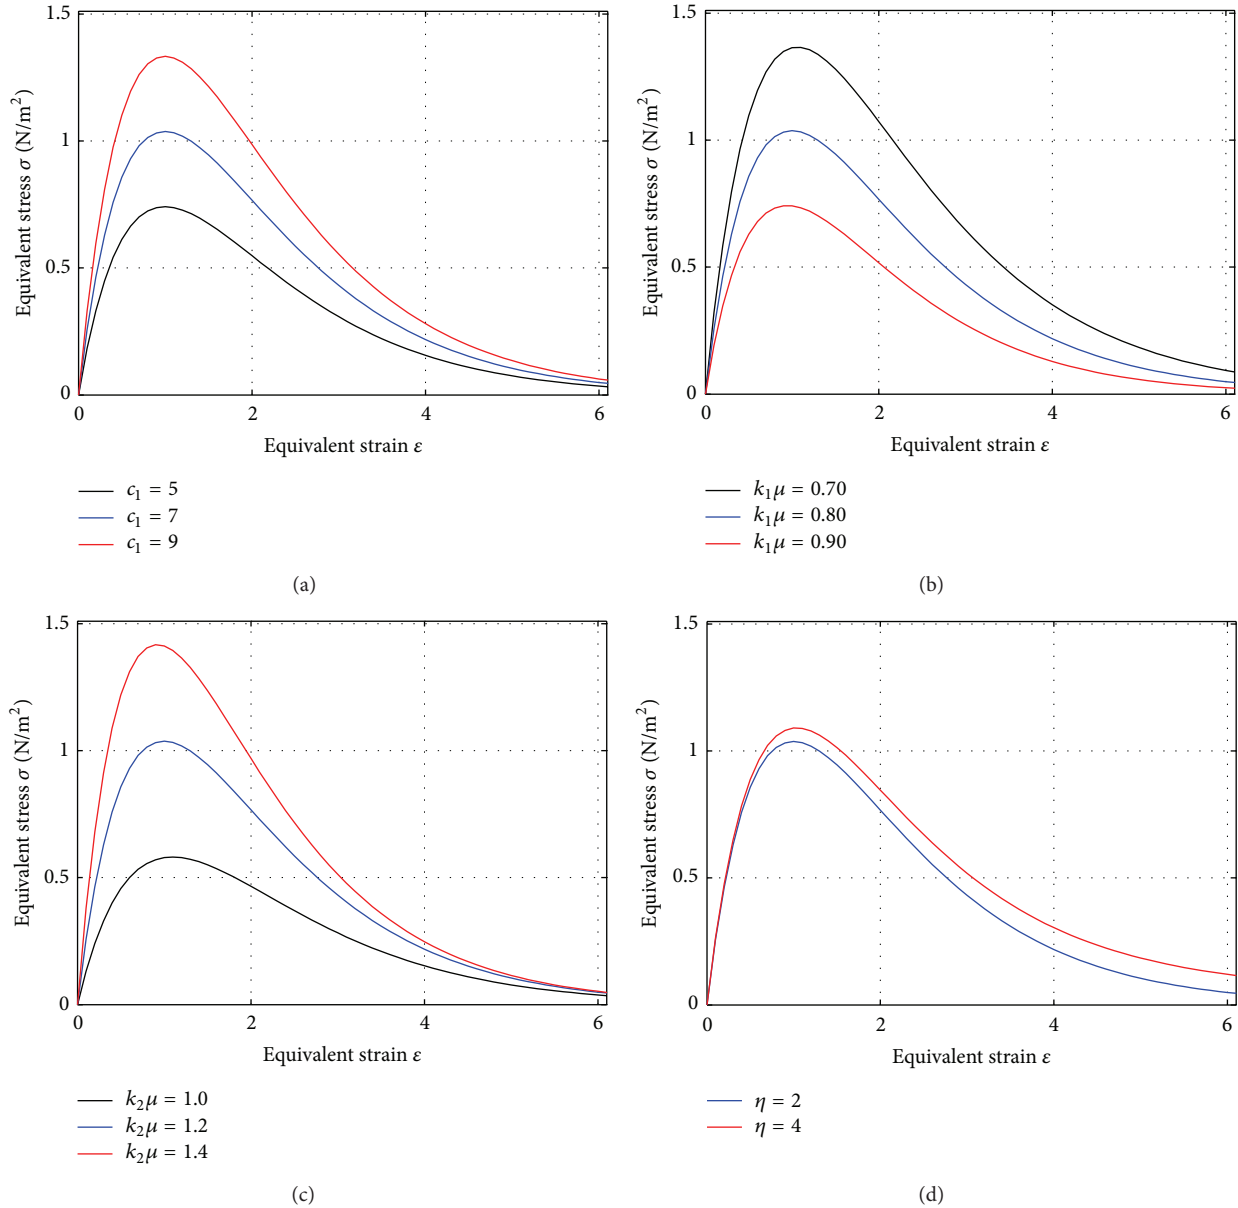 1.5
1
0.5
0
0
2
4
6
Equivalent stress σ (N/m²)
Equivalent strain ε
c₁ = 5
c₁ = 7
c₁ = 9
(a)
1.5
1
0.5
0
0
2
4
6
Equivalent stress σ (N/m²)
Equivalent strain ε
k₁μ = 0.70
k₁μ = 0.80
k₁μ = 0.90
(b)
1.5
1
0.5
0
0
2
4
6
Equivalent stress σ (N/m²)
Equivalent strain ε
k₂μ = 1.0
k₂μ = 1.2
k₂μ = 1.4
(c)
1.5
1
0.5
0
0
2
4
6
Equivalent stress σ (N/m²)
Equivalent strain ε
η = 2
η = 4
(d)